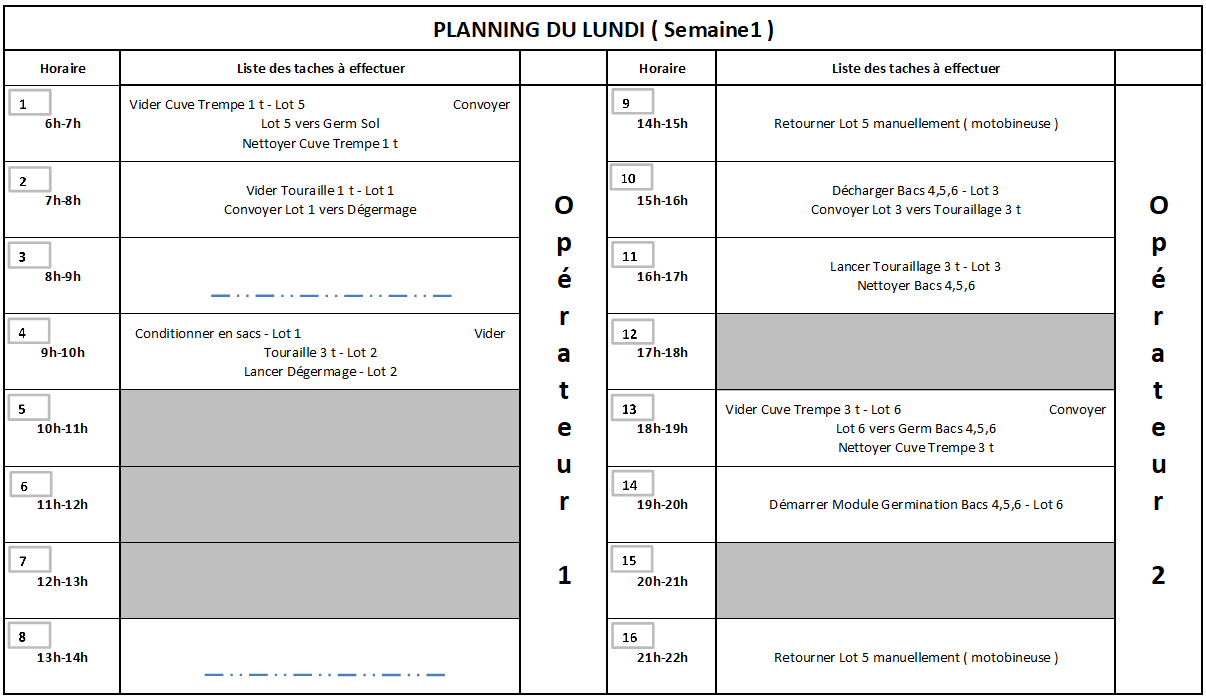 PLANNING DU LUNDI ( Semaine1 )
Horaire
Liste des taches à effectuer
Horaire
Liste des taches à effectuer
1
6h-7h
Vider Cuve Trempe 1 t - Lot 5 Convoyer
Lot 5 vers Germ Sol
Nettoyer Cuve Trempe 1 t
2
7h-8h
Vider Touraille 1 t - Lot 1
Convoyer Lot 1 vers Dégermage
3
8h-9h
4
9h-10h
Conditionner en sacs - Lot 1 Vider
Touraille 3 t - Lot 2
Lancer Dégermage - Lot 2
5
10h-11h
6
11h-12h
7
12h-13h
8
13h-14h
Opérateur 1
9
14h-15h
Retourner Lot 5 manuellement ( motobineuse )
10
15h-16h
Décharger Bacs 4,5,6 - Lot 3
Convoyer Lot 3 vers Touraillage 3 t
11
16h-17h
Lancer Touraillage 3 t - Lot 3
Nettoyer Bacs 4,5,6
12
17h-18h
13
18h-19h
Vider Cuve Trempe 3 t - Lot 6 Convoyer
Lot 6 vers Germ Bacs 4,5,6
Nettoyer Cuve Trempe 3 t
14
19h-20h
Démarrer Module Germination Bacs 4,5,6 - Lot 6
15
20h-21h
16
21h-22h
Retourner Lot 5 manuellement ( motobineuse )
Opérateur 2